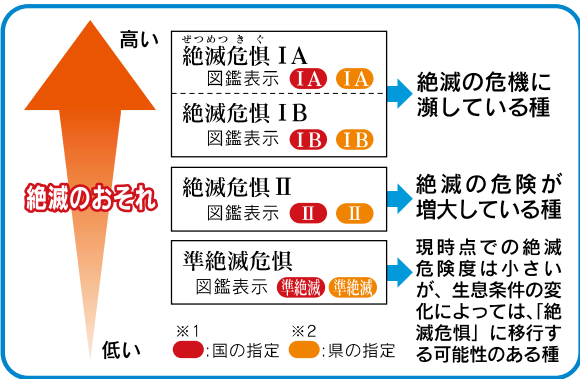 高い
絶滅のおそれ
低い
ぜつめつ き ぐ
絶滅危惧ⅠA
図鑑表示 ⅠA ⅠA
絶滅危惧ⅠB
図鑑表示 ⅠB ⅠB
絶滅の危機に
瀕している種
絶滅危惧Ⅱ
図鑑表示 Ⅱ Ⅱ
絶滅の危険が
増大している種
準絶滅危惧
図鑑表示 準絶滅 準絶滅
現時点での絶滅
危険度は小さい
が、生息条件の変
化によっては、「絶
滅危惧」に移行す
る可能性のある種
※1 ※2
:国の指定 :県の指定